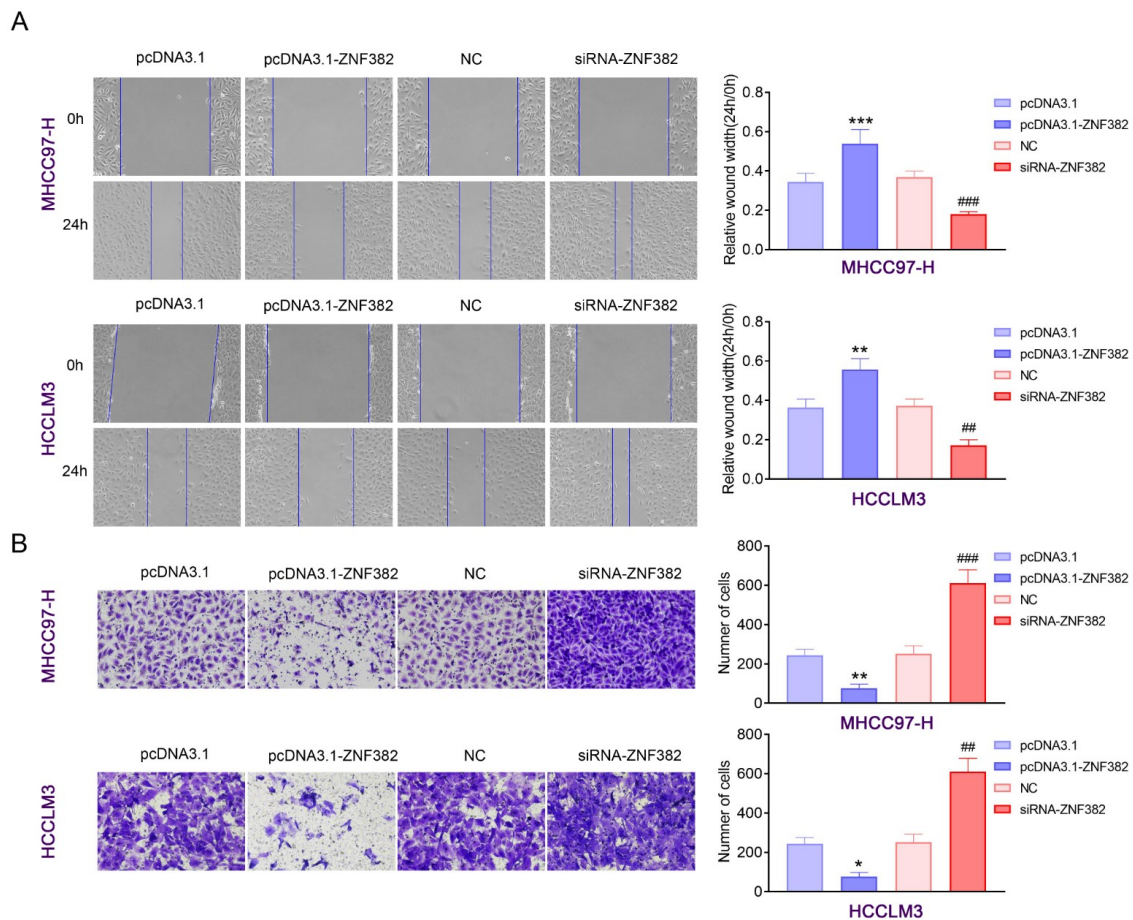 A
pcDNA3.1 pcDNA3.1-ZNF382 NC siRNA-ZNF382
MHCC97-H
0h
24h
Relative wound width(24h/0h)
0.8
0.6
0.4
0.2
0.0
***
###
MHCC97-H
pcDNA3.1
pcDNA3.1-ZNF382
NC
siRNA-ZNF382
pcDNA3.1 pcDNA3.1-ZNF382 NC siRNA-ZNF382
HCCLM3
0h
24h
Relative wound width(24h/0h)
0.8
0.6
0.4
0.2
0.0
**
##
HCCLM3
pcDNA3.1
pcDNA3.1-ZNF382
NC
siRNA-ZNF382
B
pcDNA3.1 pcDNA3.1-ZNF382 NC siRNA-ZNF382
MHCC97-H
Numner of cells
800
600
400
200
0
**
###
MHCC97-H
pcDNA3.1
pcDNA3.1-ZNF382
NC
siRNA-ZNF382
pcDNA3.1 pcDNA3.1-ZNF382 NC siRNA-ZNF382
HCCLM3
Numner of cells
800
600
400
200
0
*
##
HCCLM3
pcDNA3.1
pcDNA3.1-ZNF382
NC
siRNA-ZNF382